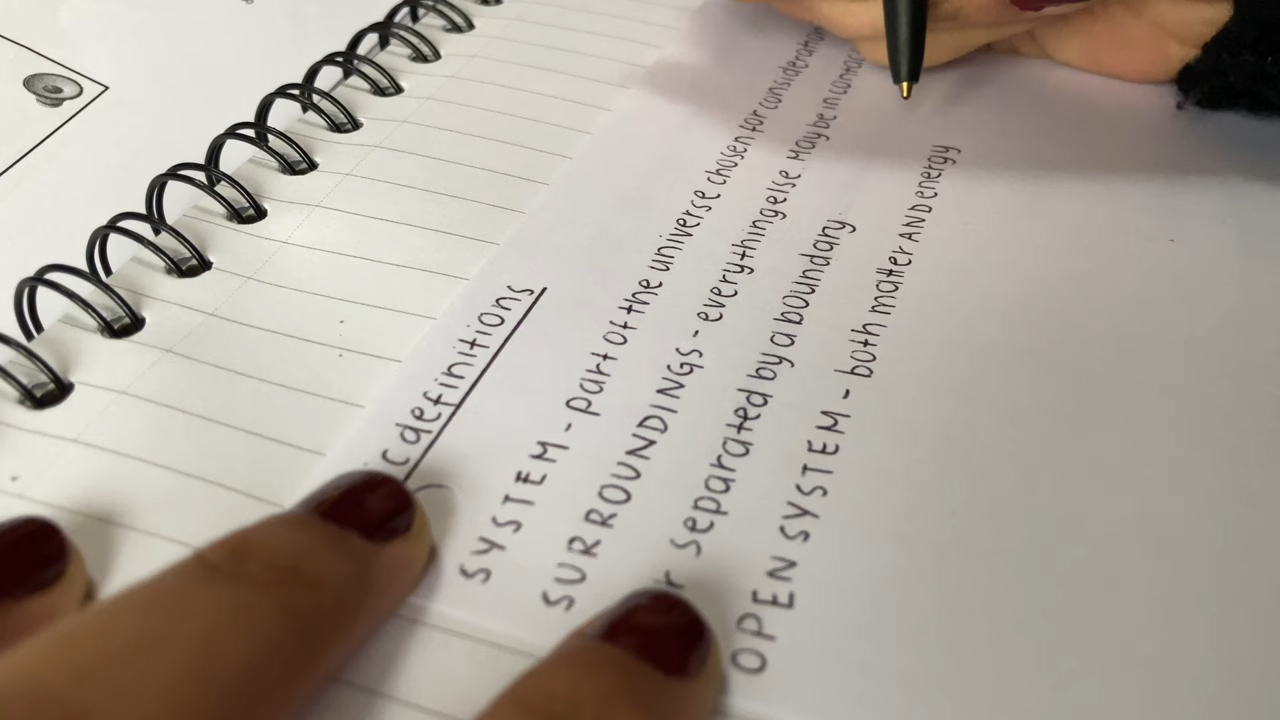 c definitions
SYSTEM - part of the universe chosen for consideration
SURROUNDINGS - everything else. May be in contac
r separated by a boundary.
OPEN SYSTEM - both matter AND energy